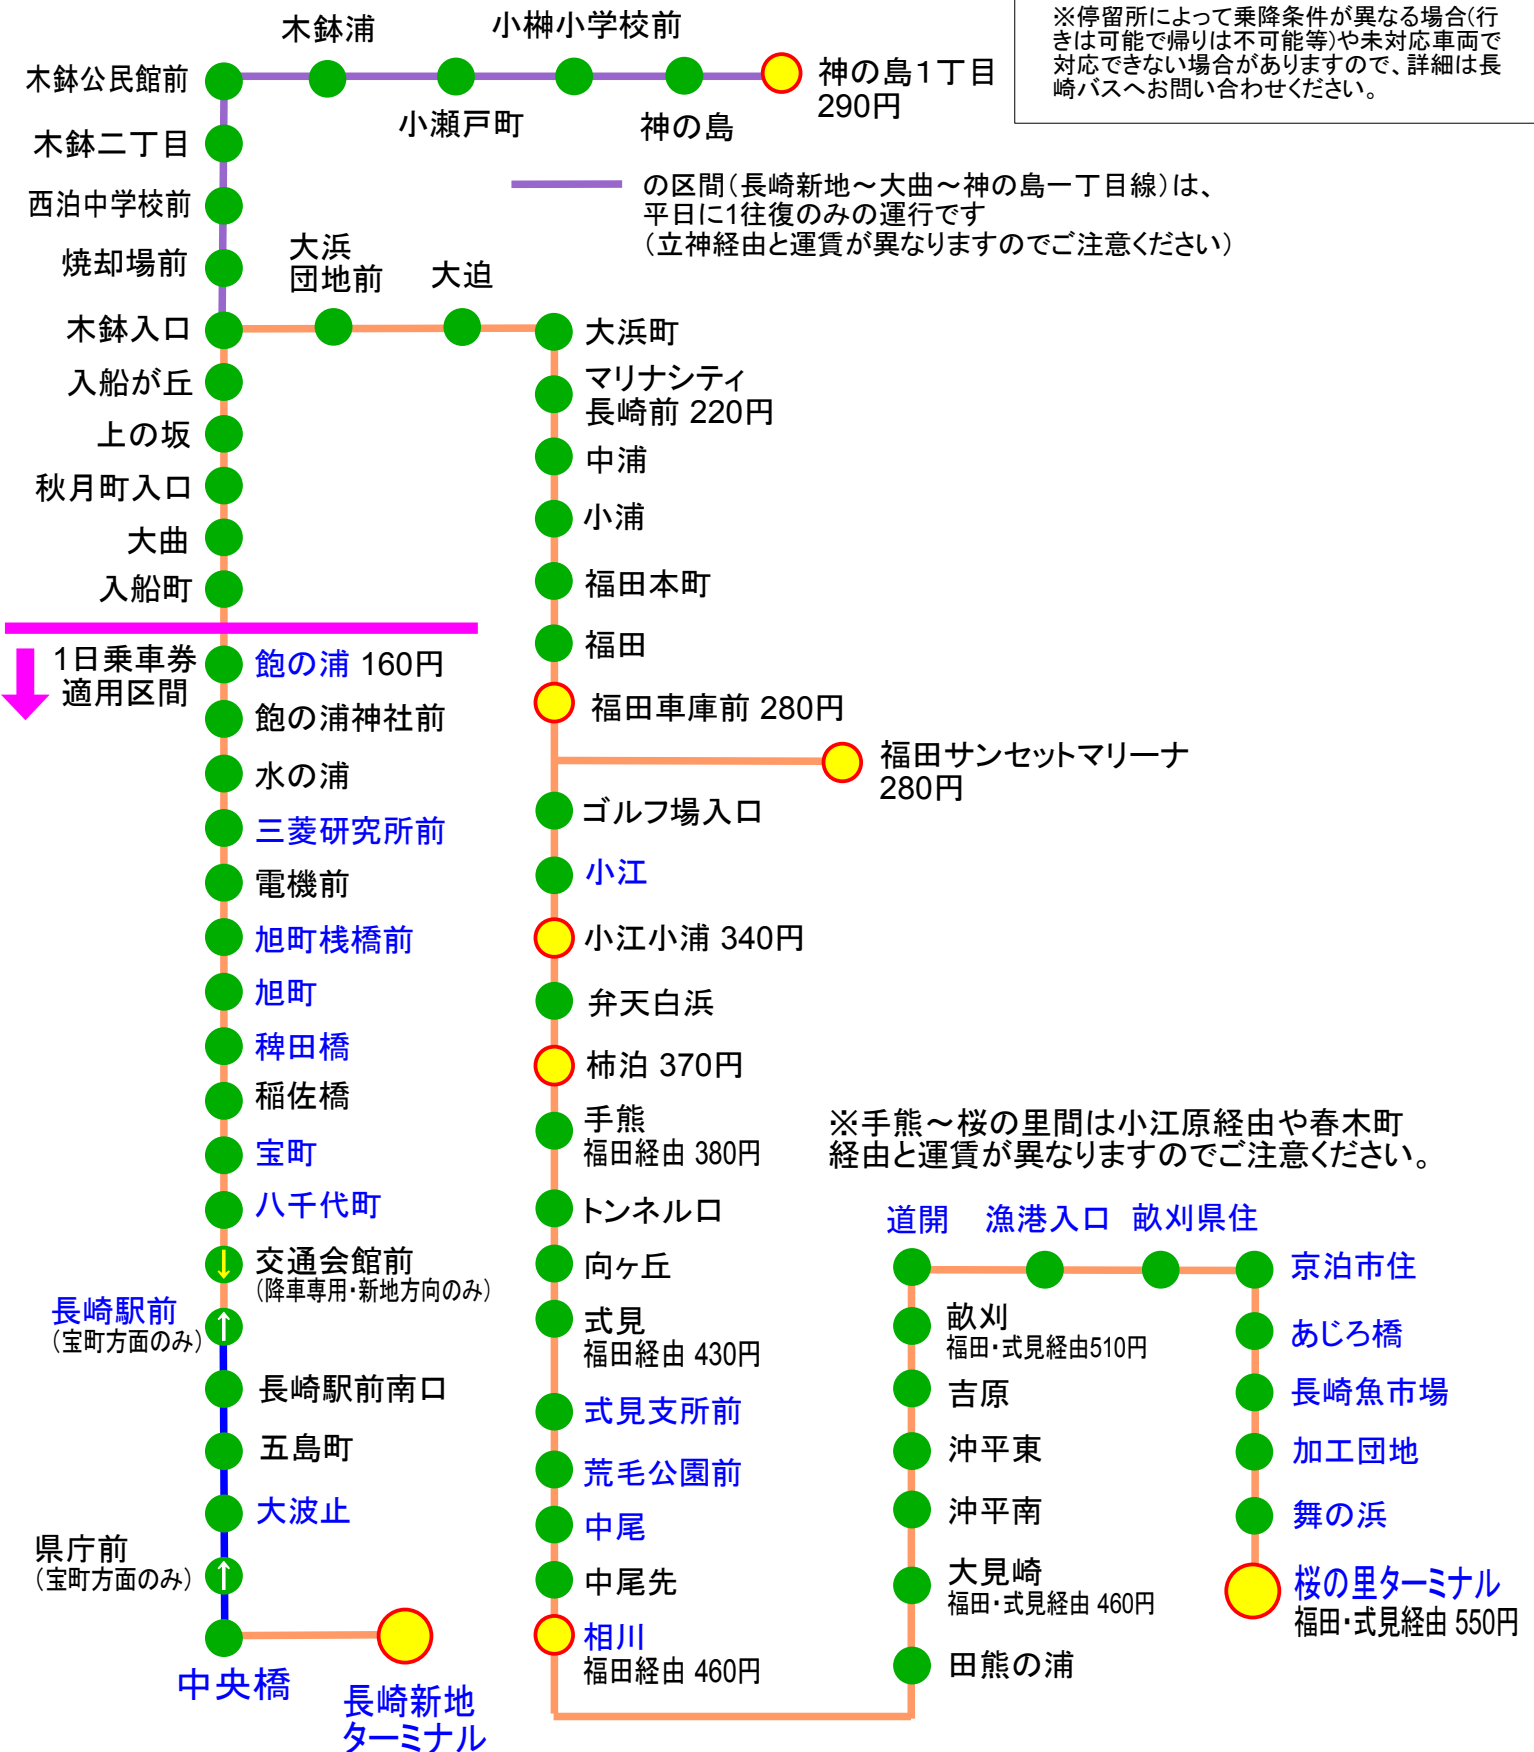 ※停留所によって乗降条件が異なる場合(行
きは可能で帰りは不可能等)や未対応車両で
対応できない場合がありますので、詳細は長
崎バスへお問い合わせください。
木鉢浦
小榊小学校前
木鉢公民館前
神の島1丁目
290円
小瀬戸町
神の島
木鉢二丁目
の区間(長崎新地～大曲～神の島一丁目線)は、
平日に1往復のみの運行です
(立神経由と運賃が異なりますのでご注意ください)
西泊中学校前
焼却場前
大浜
団地前
大迫
木鉢入口
大浜町
入船が丘
マリナシティ
長崎前 220円
上の坂
中浦
秋月町入口
小浦
大曲
福田本町
入船町
福田
1日乗車券
適用区間
飽の浦 160円
飽の浦神社前
福田車庫前 280円
福田サンセットマリーナ
280円
水の浦
ゴルフ場入口
三菱研究所前
小江
電機前
旭町桟橋前
小江小浦 340円
旭町
弁天白浜
稗田橋
柿泊 370円
稲佐橋
手熊
福田経由 380円
※手熊～桜の里間は小江原経由や春木町
経由と運賃が異なりますのでご注意ください。
宝町
八千代町
トンネル口
交通会館前
(降車専用・新地方向のみ)
向ヶ丘
長崎駅前
(宝町方面のみ)
式見
福田経由 430円
長崎駅前南口
式見支所前
五島町
荒毛公園前
大波止
中尾
県庁前
(宝町方面のみ)
中尾先
相川
福田経由 460円
中央橋
長崎新地
ターミナル
道開
漁港入口
畝刈県住
京泊市住
畝刈
福田・式見経由510円
あじろ橋
吉原
長崎魚市場
沖平東
加工団地
沖平南
舞の浜
大見崎
福田・式見経由 460円
桜の里ターミナル
福田・式見経由 550円
田熊の浦